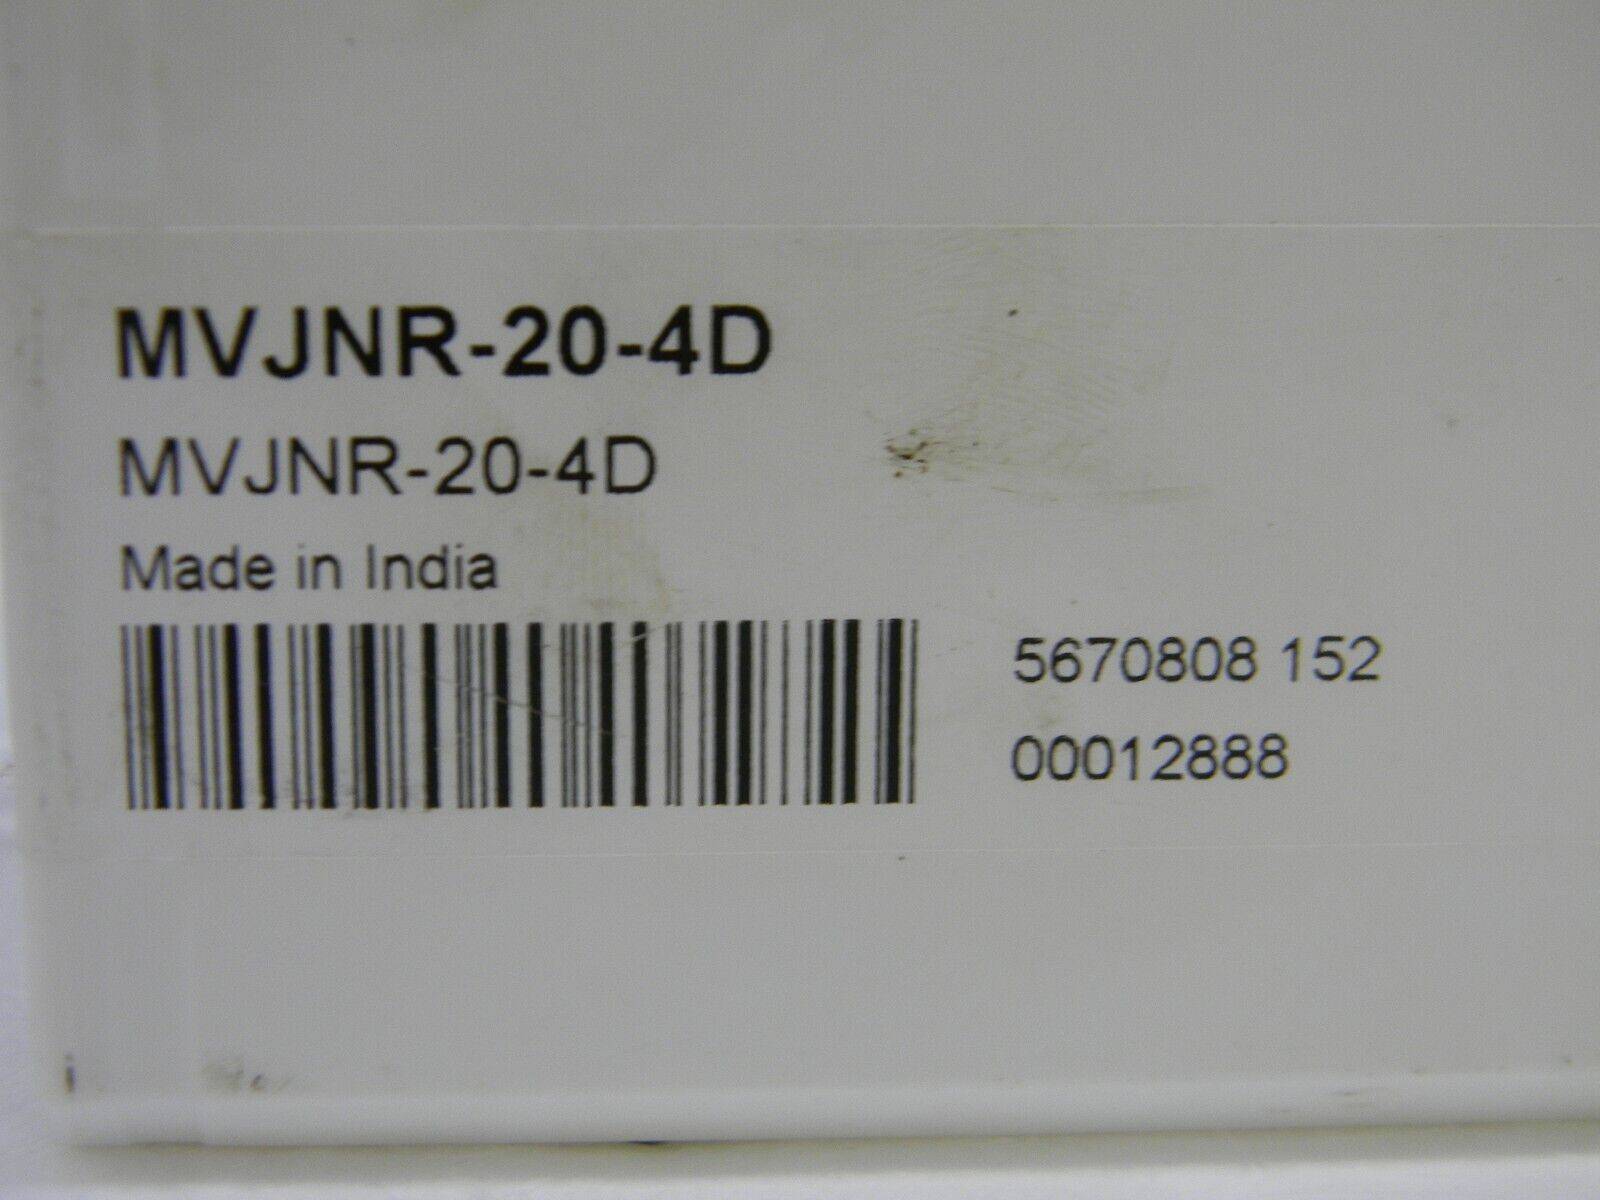 MVJNR-20-4D
MVJNR-20-4D
Made in India
5670808 152
00012888